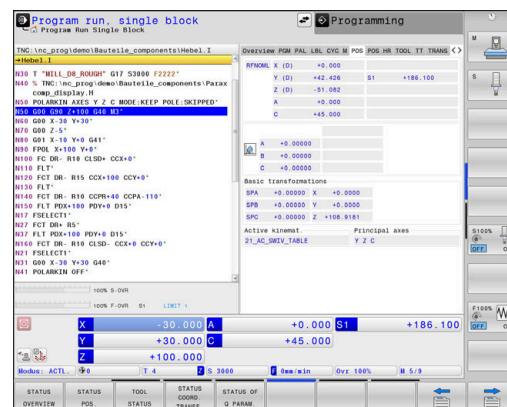 Program run, single block
Program Run Single Block
Programming
TNC:\nc_prog\demo\Bauteile_components\Hebel.I
→Hebel.I
N30 T "MILL_D8_ROUGH" G17 S3000 F2222*
N40 % TNC:\nc_prog\demo\Bauteile_components\Parax
comp_display.H
N50 POLARKIN AXES Y Z C MODE:KEEP POLE:SKIPPED*
N50 G00 G90 Z+100 G40 M3*
N60 G00 X-30 Y+30*
N70 G00 Z-5*
N80 G01 X-10 Y+0 G41*
N90 FPOL X+100 Y+0*
N100 FC DR- R10 CLSD+ CCX+0*
N110 FLT*
N120 FCT DR- R15 CCX+100 CCY+0*
N130 FLT*
N140 FCT DR- R10 CCPR+40 CCPA-110*
N150 FLT PDX+100 PDY+0 D15*
N17 FSELECT1*
N27 FCT DR+ R5*
N37 FLT PDX+100 PDY+0 D15*
N160 FCT DR- R10 CLSD- CCX+0 CCY+0*
N17 FSELECT1*
N31 G00 X-30 Y+30 G40*
N41 POLARKIN OFF*
Overview PGM PAL LBL CYC M POS POS HR TOOL TT TRANS
RFNOML X (D) +0.000
Y (D) +42.426 S1 +186.100
Z (D) -51.082
A +0.000
C +45.000
A +0.00000
B +0.00000
C +0.00000
Basic transformations
SPA +0.00000 X +0.0000
SPB +0.00000 Y +0.0000
SPC +0.00000 Z +108.9181
Active kinemat. Principal axes
21_AC_SWIV_TABLE Y Z C
100% S-OVR
100% F-OVR S1 LIMIT 1
X -30.000 A +0.000 S1 +186.100
Y +30.000 C +45.000
Z +100.000
Modus: ACTL. 0 T 4 Z S 3000 F 0mm/min Ovr 100% M 5/9
STATUS OVERVIEW
STATUS POS.
TOOL STATUS
STATUS COORD. TRANSF.
STATUS OF Q PARAM.
M
S
S100%
OFF
F100%
OFF